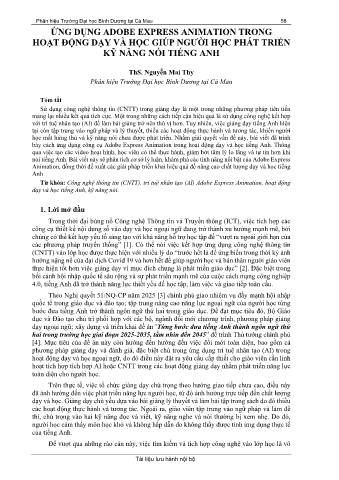 Phân hiệu Trường Đại học Bình Dương tại Cà Mau 58
ỨNG DỤNG ADOBE EXPRESS ANIMATION TRONG
HOẠT ĐỘNG DẠY VÀ HỌC GIÚP NGƯỜI HỌC PHÁT TRIỂN
KỸ NĂNG NÓI TIẾNG ANH
ThS. Nguyễn Mai Thy
Phân hiệu Trường Đại học Bình Dương tại Cà Mau
Tóm tắt
Sử dụng công nghệ thông tin (CNTT) trong giảng dạy là một trong những phương pháp tiên tiến
mang lại nhiều kết quả tích cực. Một trong những cách tiếp cận hiệu quả là sử dụng công nghệ kết hợp
với trí tuệ nhân tạo (AI) để làm bài giảng trở nên thú vị hơn. Tuy nhiên, việc giảng dạy tiếng Anh hiện
tại còn tập trung vào ngữ pháp và lý thuyết, thiếu các hoạt động thực hành và tương tác, khiến người
học mất hứng thú và kỹ năng nói chưa được phát triển. Nhằm giải quyết vấn đề này, bài viết đã trình
bày cách ứng dụng công cụ Adobe Express Animation trong hoạt động dạy và học tiếng Anh. Thông
qua việc tạo các video hoạt hình, học viên có thể thực hành, giảm bớt tâm lý lo lắng và tự tin hơn khi
nói tiếng Anh. Bài viết này sẽ phân tích cơ sở lý luận, khám phá các tính năng nổi bật của Adobe Express
Animation, đồng thời đề xuất các giải pháp triển khai hiệu quả để nâng cao chất lượng dạy và học tiếng
Anh
Từ khóa: Công nghệ thông tin (CNTT), trí tuệ nhân tạo (AI) Adobe Express Animation, hoạt động
dạy và học tiếng Anh, kỹ năng nói.
1. Lời mở đầu
Trong thời đại bùng nổ Công nghệ Thông tin và Truyền thông (ICT), việc tích hợp các
công cụ thiết kế nội dung số vào dạy và học ngoại ngữ đang trở thành xu hướng mạnh mẽ, bởi
chúng có thể kết hợp yếu tố sáng tạo với khả năng hỗ trợ học tập để "vượt ra ngoài giới hạn của
các phương pháp truyền thống" [1]. Có thể nói việc kết hợp ứng dụng công nghệ thông tin
(CNTT) vào lớp học được thực hiện với nhiều lý do "trước hết là để ứng biến trong thời kỳ ảnh
hưởng nặng nề của đại dịch Covid 19 và hơn hết để giúp người học và bản thân người giáo viên
thực hiện tốt hơn việc giảng dạy vì mục đích chung là phát triển giáo dục" [2]. Đặc biệt trong
bối cảnh hội nhập quốc tế sâu rộng và sự phát triển mạnh mẽ của cuộc cách mạng công nghiệp
4.0, tiếng Anh đã trở thành năng lực thiết yếu để học tập, làm việc và giao tiếp toàn cầu.
Theo Nghị quyết 51/NQ-CP năm 2025 [3] chính phủ giao nhiệm vụ đẩy mạnh hội nhập
quốc tế trong giáo dục và đào tạo; tập trung nâng cao năng lực ngoại ngữ của người học từng
bước đưa tiếng Anh trở thành ngôn ngữ thứ hai trong giáo dục. Để đạt mục tiêu đó, Bộ Giáo
dục và Đào tạo chủ trì phối hợp với các bộ, ngành đổi mới chương trình, phương pháp giảng
dạy ngoại ngữ; xây dựng và triển khai đề án "Từng bước đưa tiếng Anh thành ngôn ngữ thứ
hai trong trường học giai đoạn 2025-2035, tầm nhìn 2045" để trình Thủ tướng chính phủ
[4]. Mục tiêu của đề án này còn hướng đến hướng đến việc đổi mới toàn diện, bao gồm cả
phương pháp giảng dạy và đánh giá, đặc biệt chú trọng ứng dụng trí tuệ nhân tạo (AI) trong
hoạt động dạy và học ngoại ngữ, do đó điều này đặt ra yêu cầu cấp thiết cho giáo viên cần linh
hoạt tích hợp tích hợp AI hoặc CNTT trong các hoạt động giảng dạy nhằm phát triển năng lực
toàn diện cho người học.
Trên thực tế, việc tổ chức giảng dạy chú trọng theo hướng giao tiếp chưa cao, điều này
đã ảnh hưởng đến việc phát triển năng lực người học, từ đó ảnh hưởng trực tiếp đến chất lượng
dạy và học. Giảng dạy chủ yếu dựa vào bài giảng lý thuyết và làm bài tập trong sách do đó thiếu
các hoạt động thực hành và tương tác. Ngoài ra, giáo viên tập trung vào ngữ pháp và làm đề
thi, chú trọng vào hai kỹ năng đọc và viết, kỹ năng nghe và nói thường bị xem nhẹ. Do đó,
người học cảm thấy môn học khó và không hấp dẫn do không thấy được tính ứng dụng thực tế
của tiếng Anh.
Để vượt qua những rào cản này, việc tìm kiếm và tích hợp công nghệ vào lớp học là vô
Tài liệu lưu hành nội bộ